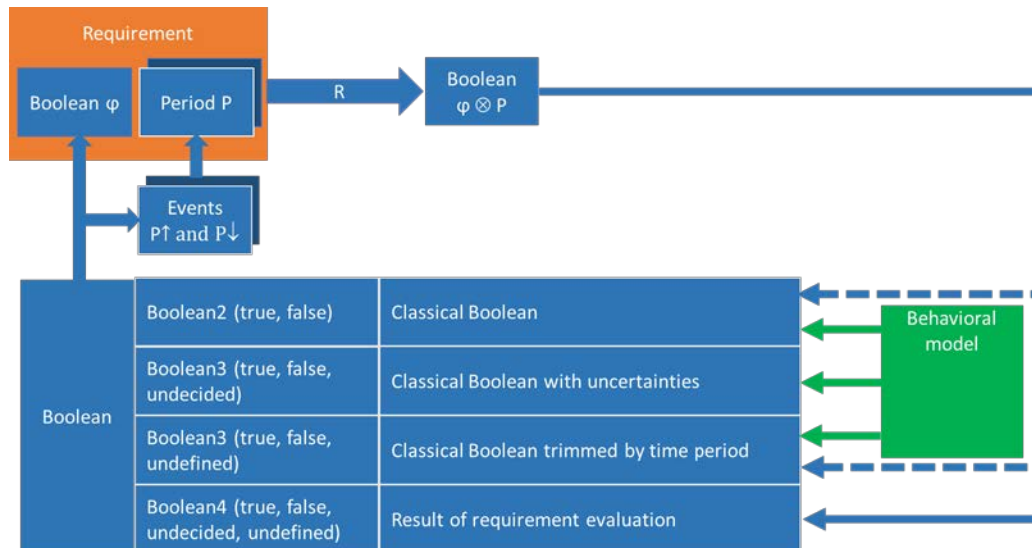 Requirement
Boolean φ
Period P
R
Boolean
φ ⊗ P
Events
P↑ and P↓
Boolean
Boolean2 (true, false)
Classical Boolean
Boolean3 (true, false,
undecided)
Classical Boolean with uncertainties
Boolean3 (true, false,
undefined)
Classical Boolean trimmed by time period
Boolean4 (true, false,
undecided, undefined)
Result of requirement evaluation
Behavioral
model